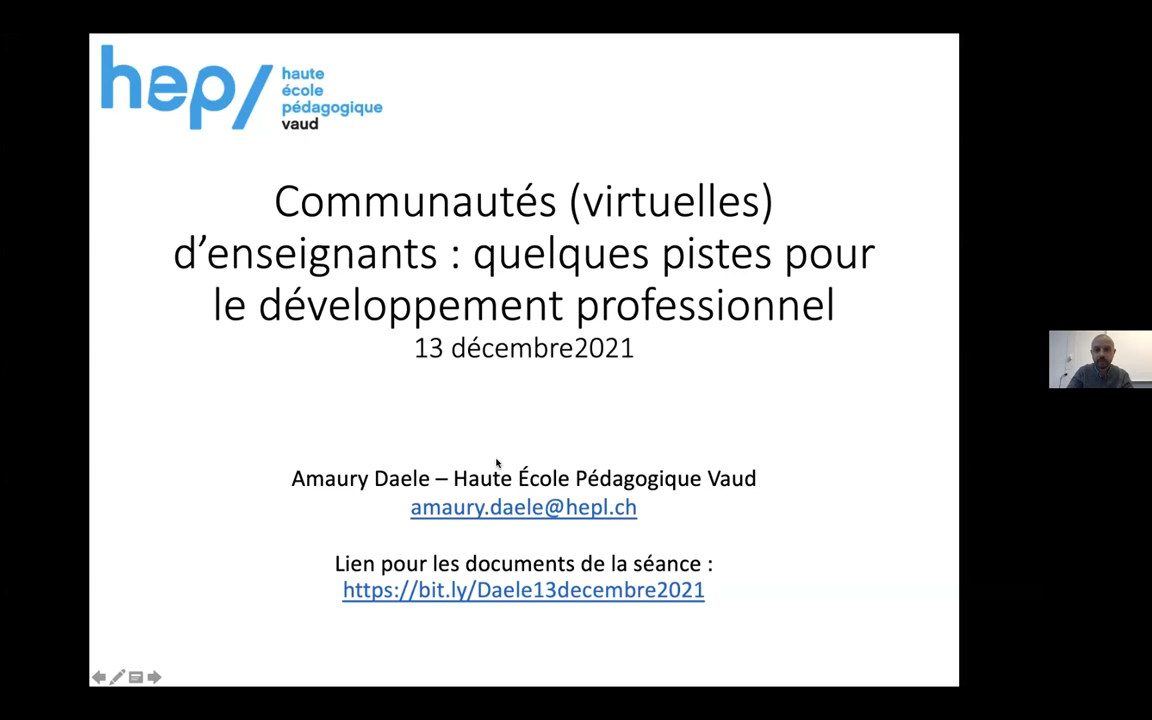 hep/
haute
école
pédagogique
vaud
Communautés (virtuelles)
d’enseignants : quelques pistes pour
le développement professionnel
13 décembre2021
Amaury Daele – Haute École Pédagogique Vaud
amaury.daele@hepl.ch
Lien pour les documents de la séance :
https://bit.ly/Daele13decembre2021